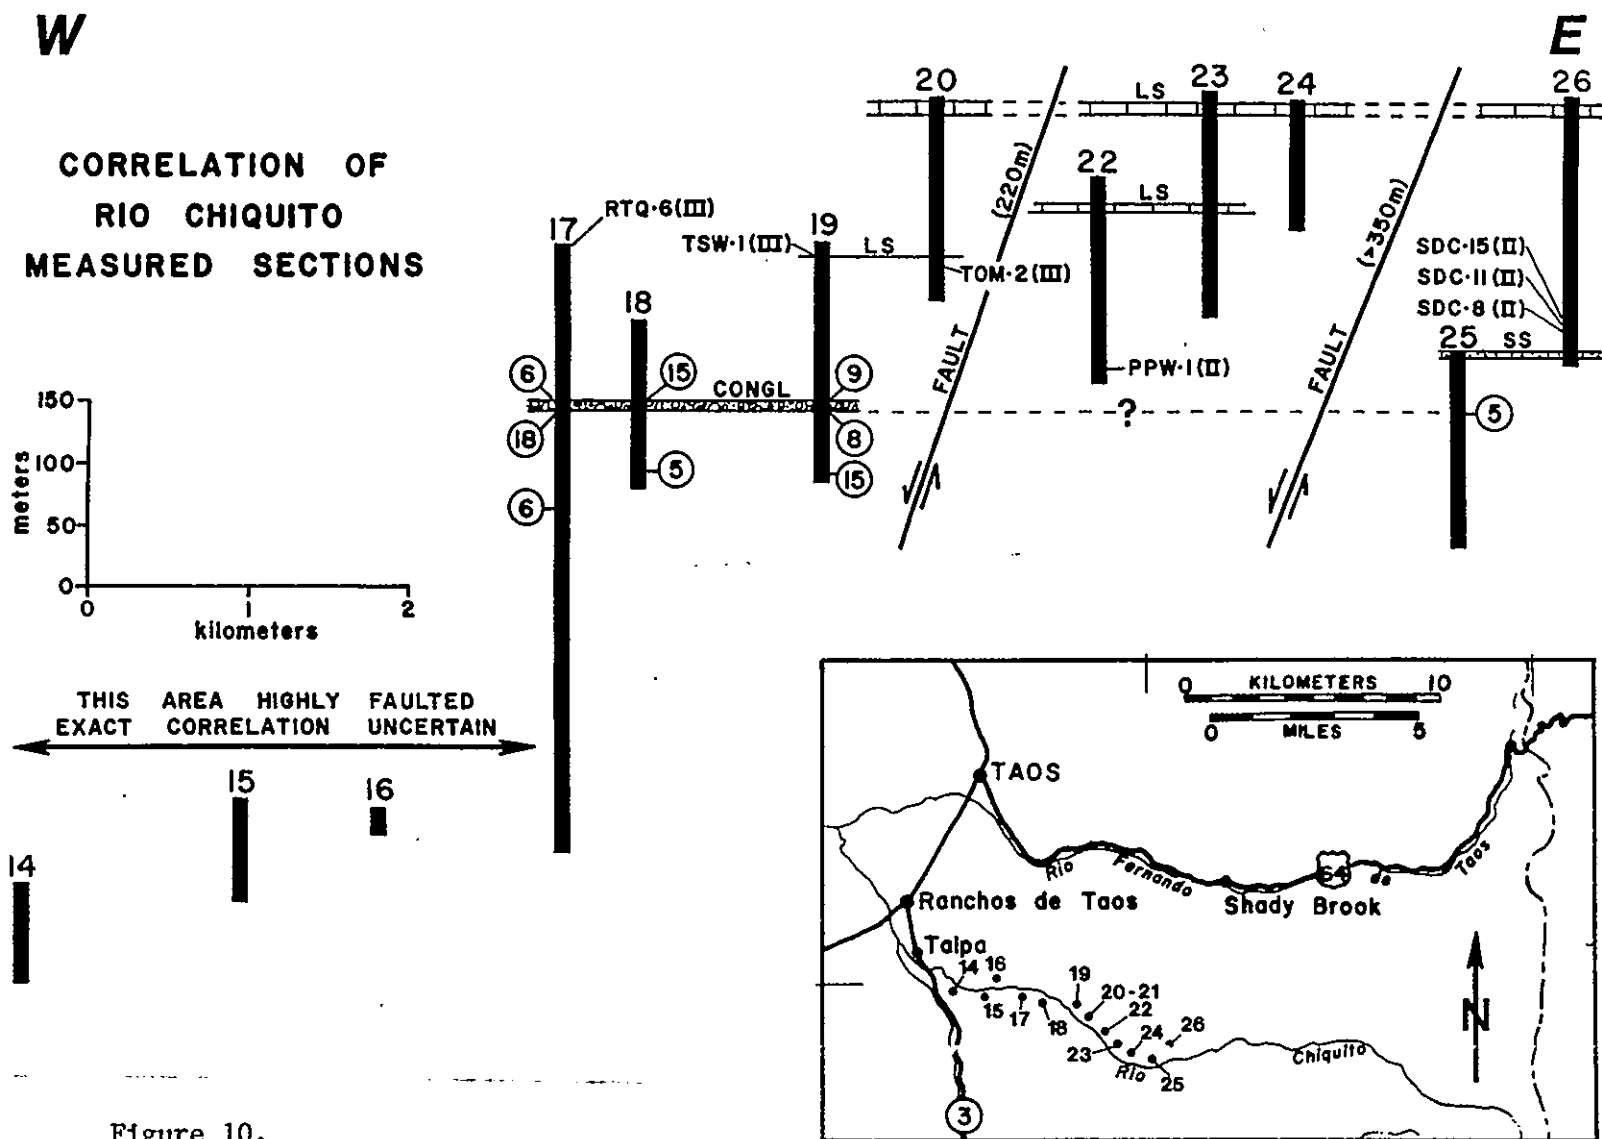 W
E
CORRELATION OF
RIO CHIQUITO
MEASURED SECTIONS
20
LS
23
24
26
22
LS
(220m)
(>350m)
17
RTQ·6(III)
19
TSW·1(III)
LS
TOM·2(III)
SDC·15(II)
SDC·11(II)
SDC·8(II)
18
25
SS
FAULT
FAULT
PPW·1(II)
6
15
CONGL
9
18
8
?
5
5
15
6
150
100
50
0
meters
0
1
2
kilometers
THIS AREA HIGHLY FAULTED
EXACT CORRELATION UNCERTAIN
15
16
14
0 KILOMETERS 10
0 MILES 5
TAOS
Rio Fernando de Taos
64
Ranchos de Taos
Shady Brook
Talpa
14
16
15
17
18
19
20-21
22
23
24
26
25
Rio Chiquito
N
3
Figure 10.